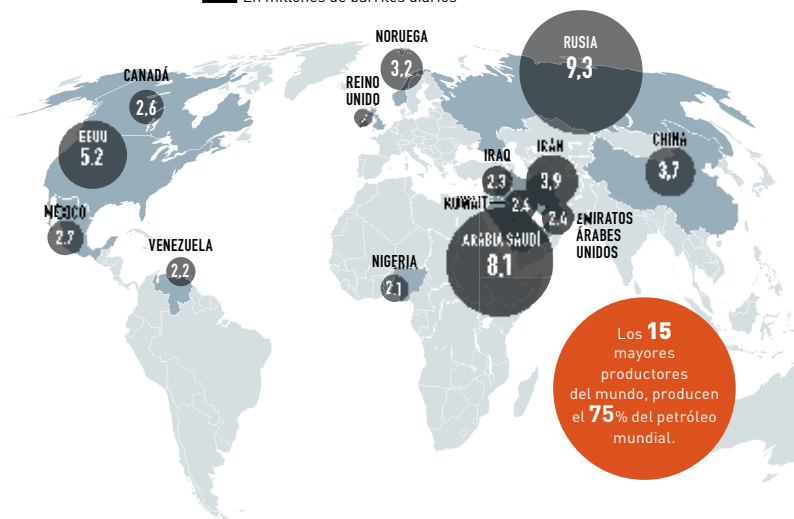 En millones de barriles diarios
NORUEGA
3.2
RUSIA
9,3
CANADÁ
2,6
REINO
UNIDO
EEUU
5.2
IRAQ
2.3
IRÁN
3,9
CHINA
3,7
KUWAIT
2.4
MÉXICO
2.7
2.4
EMIRATOS
ÁRABES
UNIDOS
VENEZUELA
2,2
NIGERIA
2.1
ARABIA SAUDÍ
8.1
Los 15
mayores
productores
del mundo, producen
el 75% del petróleo
mundial.